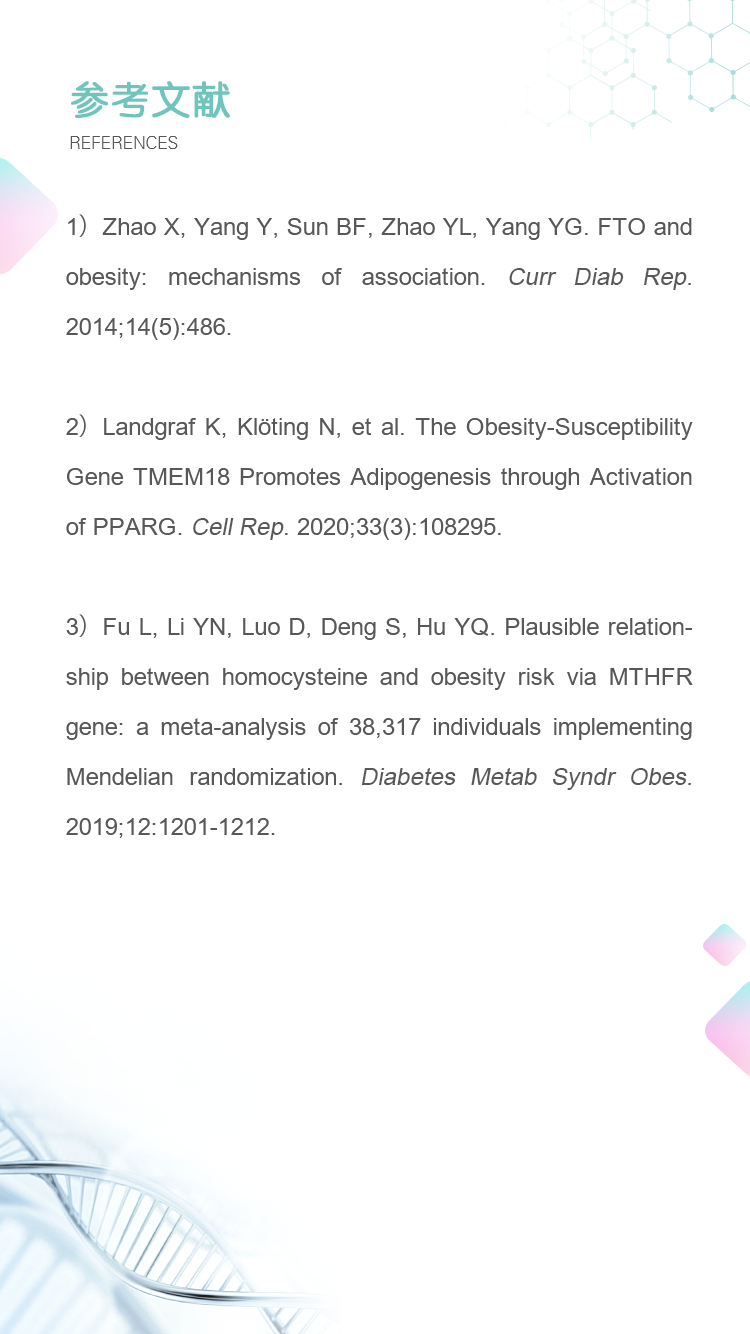 参考文献
REFERENCES
1）Zhao X, Yang Y, Sun BF, Zhao YL, Yang YG. FTO and
obesity: mechanisms of association. Curr Diab Rep.
2014;14(5):486.
2）Landgraf K, Klöting N, et al. The Obesity-Susceptibility
Gene TMEM18 Promotes Adipogenesis through Activation
of PPARG. Cell Rep. 2020;33(3):108295.
3）Fu L, Li YN, Luo D, Deng S, Hu YQ. Plausible relation-
ship between homocysteine and obesity risk via MTHFR
gene: a meta-analysis of 38,317 individuals implementing
Mendelian randomization. Diabetes Metab Syndr Obes.
2019;12:1201-1212.